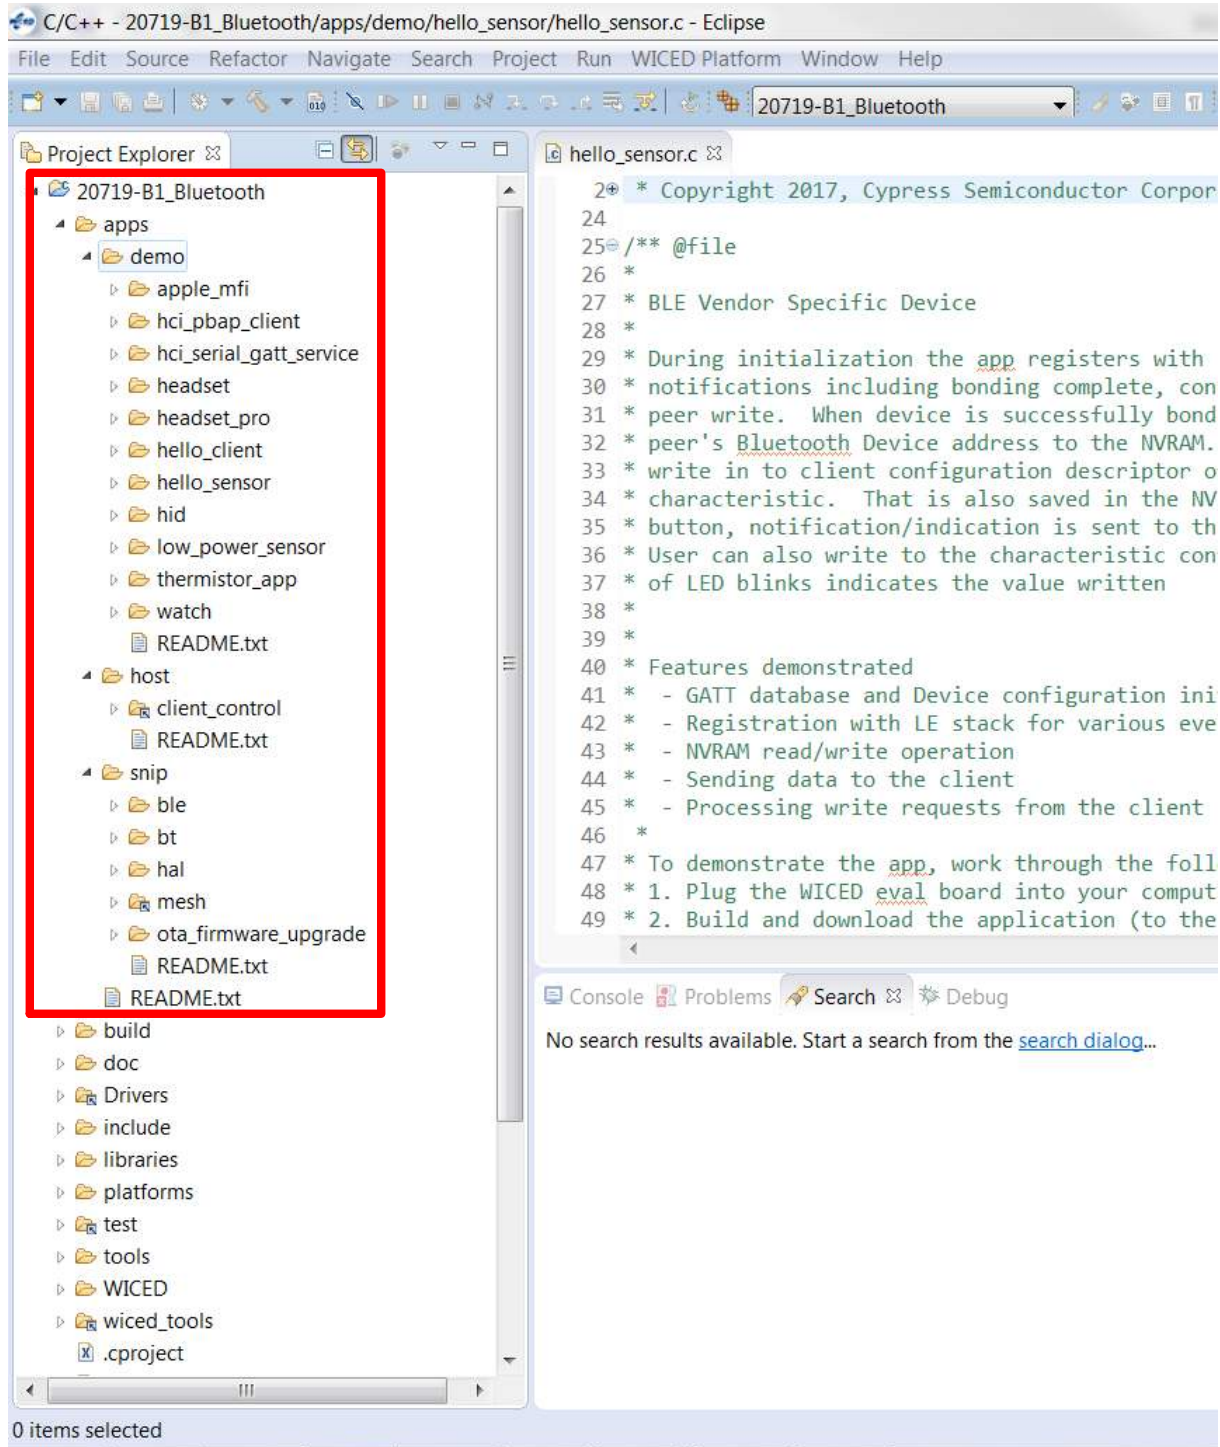 C/C++ - 20719-B1_Bluetooth/apps/demo/hello_sensor/hello_sensor.c - Eclipse
File Edit Source Refactor Navigate Search Project Run WICED Platform Window Help
20719-B1_Bluetooth
Project Explorer
20719-B1_Bluetooth
apps
demo
apple_mfi
hci_pbap_client
hci_serial_gatt_service
headset
headset_pro
hello_client
hello_sensor
hid
low_power_sensor
thermistor_app
watch
README.txt
host
client_control
README.txt
snip
ble
bt
hal
mesh
ota_firmware_upgrade
README.txt
README.txt
build
doc
Drivers
include
libraries
platforms
test
tools
WICED
wiced_tools
.cproject
0 items selected
hello_sensor.c
2 * Copyright 2017, Cypress Semiconductor Corpor
24
25 /** @file
26 *
27 * BLE Vendor Specific Device
28 *
29 * During initialization the app registers with
30 * notifications including bonding complete, con
31 * peer write. When device is successfully bond
32 * peer's Bluetooth Device address to the NVRAM.
33 * write in to client configuration descriptor o
34 * characteristic. That is also saved in the NV
35 * button, notification/indication is sent to th
36 * User can also write to the characteristic con
37 * of LED blinks indicates the value written
38 *
39 *
40 * Features demonstrated
41 * - GATT database and Device configuration ini
42 * - Registration with LE stack for various eve
43 * - NVRAM read/write operation
44 * - Sending data to the client
45 * - Processing write requests from the client
46 *
47 * To demonstrate the app, work through the foll
48 * 1. Plug the WICED eval board into your comput
49 * 2. Build and download the application (to the
Console Problems Search Debug
No search results available. Start a search from the search dialog...